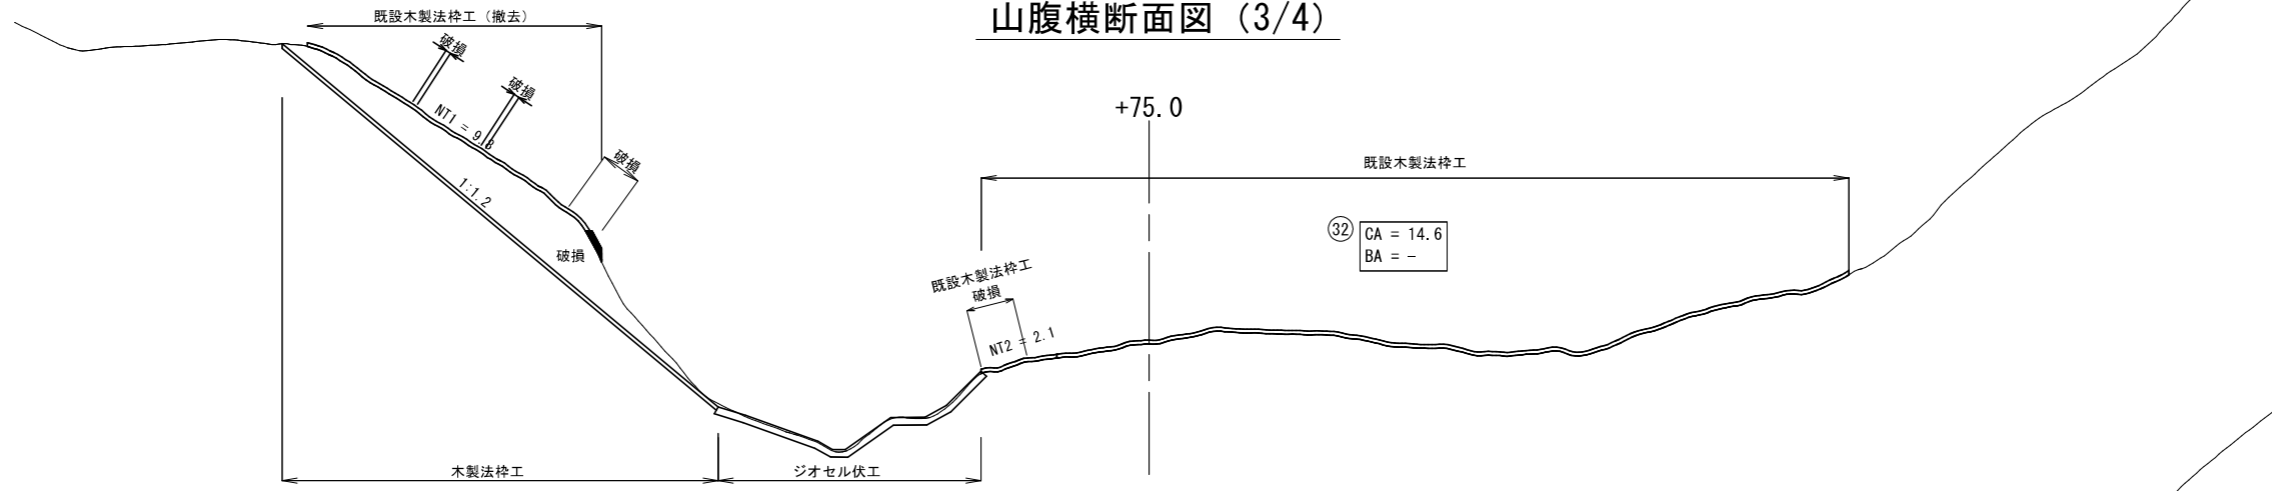 山腹横断面図（3/4）
既設木製法枠工（撤去）
破損
破損
NT1 = 9.8
破損
1:1.2
破損
+75.0
既設木製法枠工
32
CA = 14.6
BA = -
既設木製法枠工
破損
NT2 = 2.1
木製法枠工
ジオセル伏工